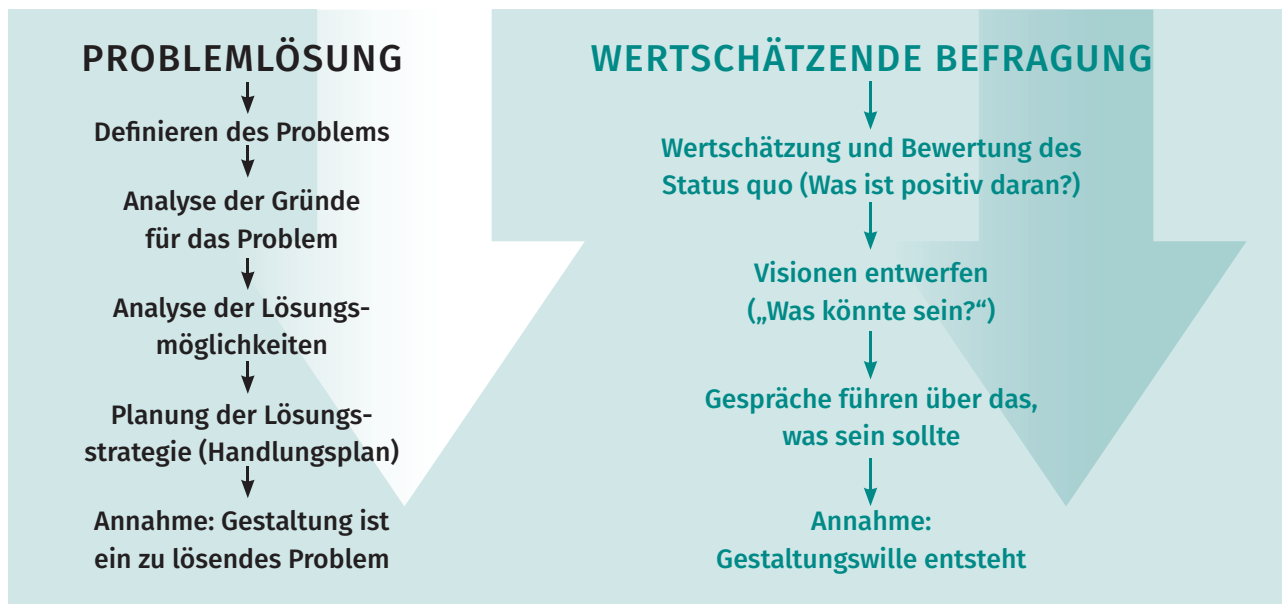 PROBLEMLÖSUNG
Definieren des Problems
Analyse der Gründe
für das Problem
Analyse der Lösungs-
möglichkeiten
Planung der Lösungs-
strategie (Handlungsplan)
Annahme: Gestaltung ist
ein zu lösendes Problem
WERTSCHÄTZENDE BEFRAGUNG
Wertschätzung und Bewertung des
Status quo (Was ist positiv daran?)
Visionen entwerfen
(„Was könnte sein?“)
Gespräche führen über das,
was sein sollte
Annahme:
Gestaltungswille entsteht